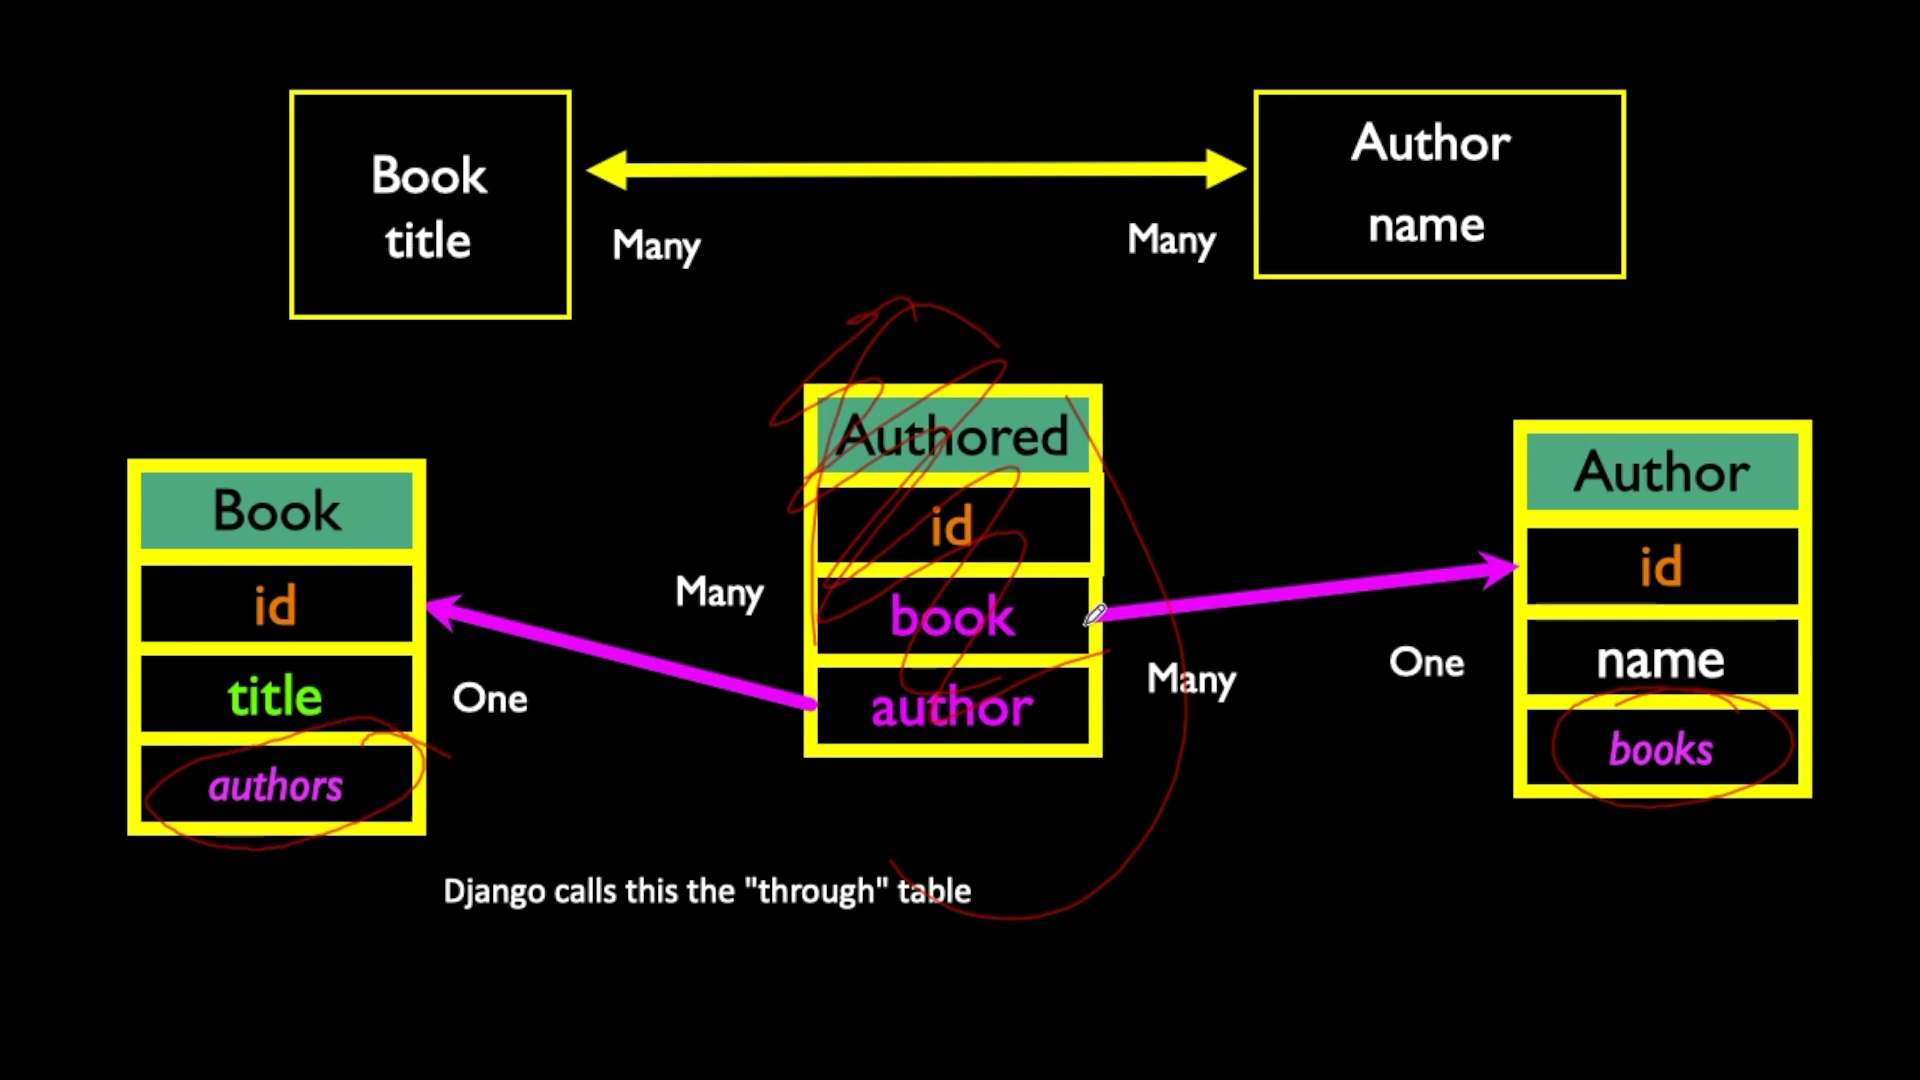 Book
title
Many
Many
Author
name
Book
id
title
authors
One
Many
Authored
id
book
author
Many
One
Author
id
name
books
Django calls this the "through" table